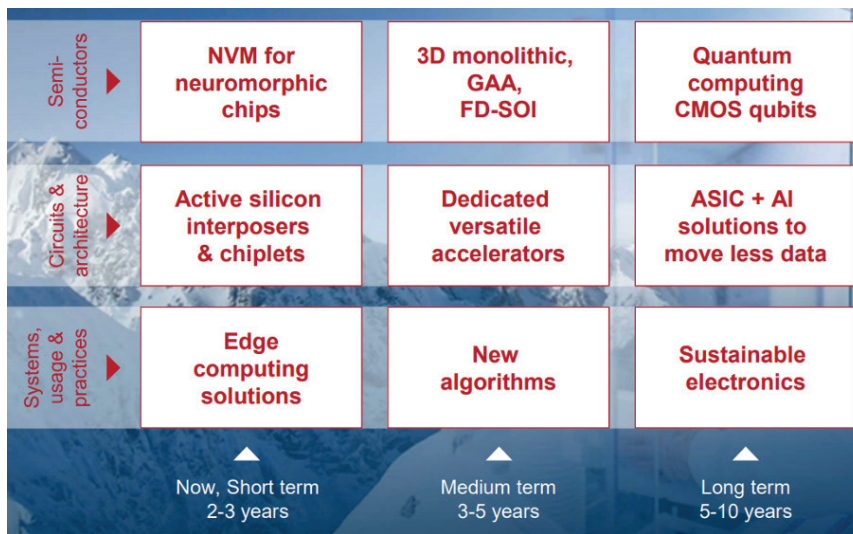 Semi-
conductors
NVM for
neuromorphic
chips
3D monolithic,
GAA,
FD-SOI
Quantum
computing
CMOS qubits
Circuits &
architecture
Active silicon
interposers
& chiplets
Dedicated
versatile
accelerators
ASIC + AI
solutions to
move less data
Systems,
usage &
practices
Edge
computing
solutions
New
algorithms
Sustainable
electronics
Now, Short term
2-3 years
Medium term
3-5 years
Long term
5-10 years